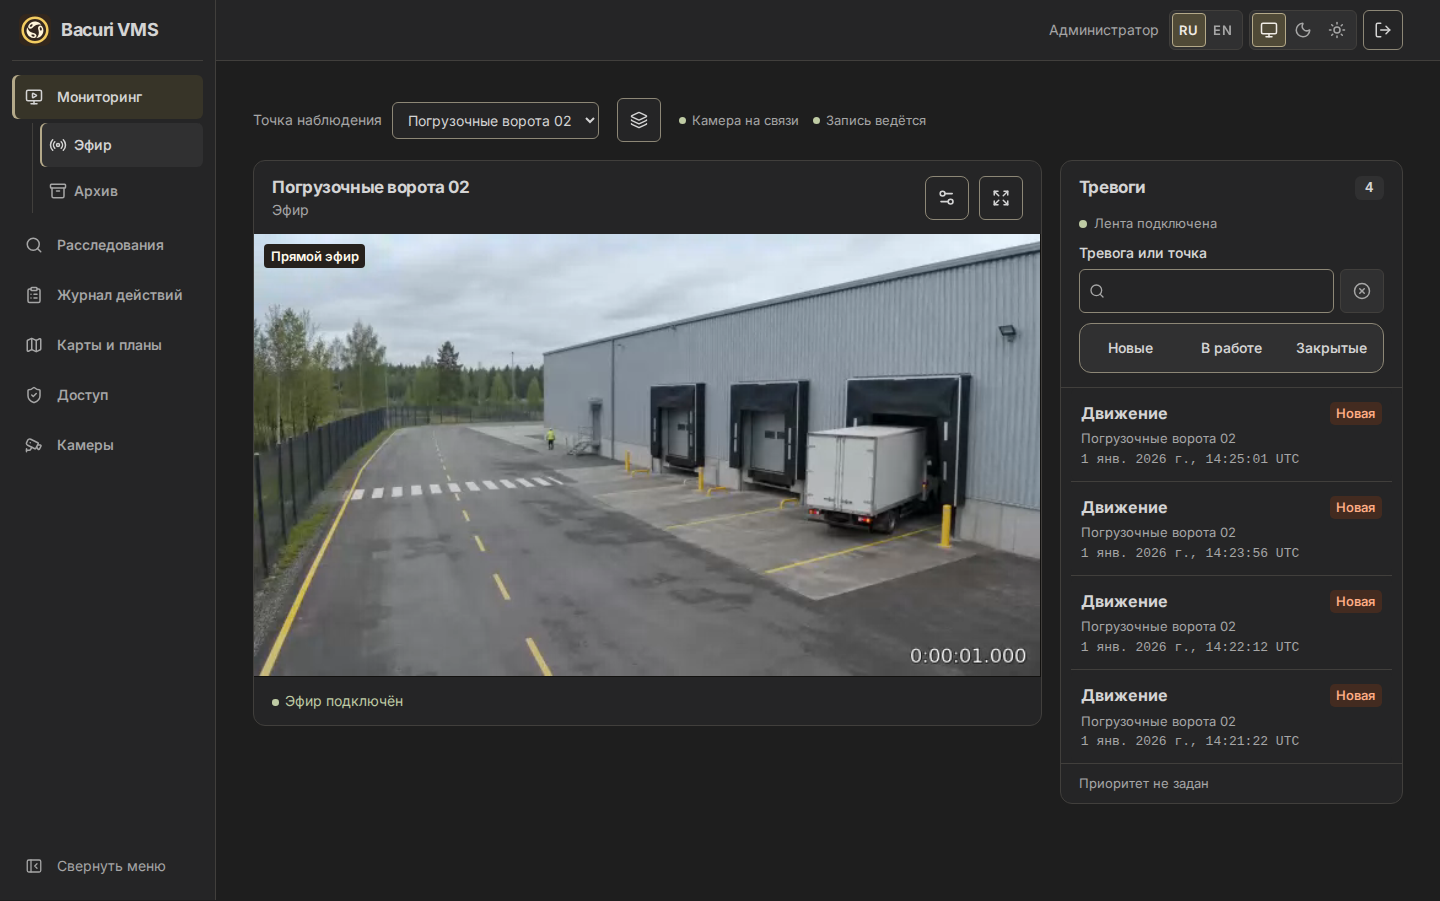 Bacuri VMS
Администратор
RU EN
Мониторинг
Эфир
Архив
Расследования
Журнал действий
Карты и планы
Доступ
Камеры
Свернуть меню
Точка наблюдения
Погрузочные ворота 02
Камера на связи
Запись ведётся
Погрузочные ворота 02
Эфир
Прямой эфир
0:00:01.000
Эфир подключён
Тревоги
4
Лента подключена
Тревога или точка
Новые В работе Закрытые
Движение Новая
Погрузочные ворота 02
1 янв. 2026 г., 14:25:01 UTC
Движение Новая
Погрузочные ворота 02
1 янв. 2026 г., 14:23:56 UTC
Движение Новая
Погрузочные ворота 02
1 янв. 2026 г., 14:22:12 UTC
Движение Новая
Погрузочные ворота 02
1 янв. 2026 г., 14:21:22 UTC
Приоритет не задан